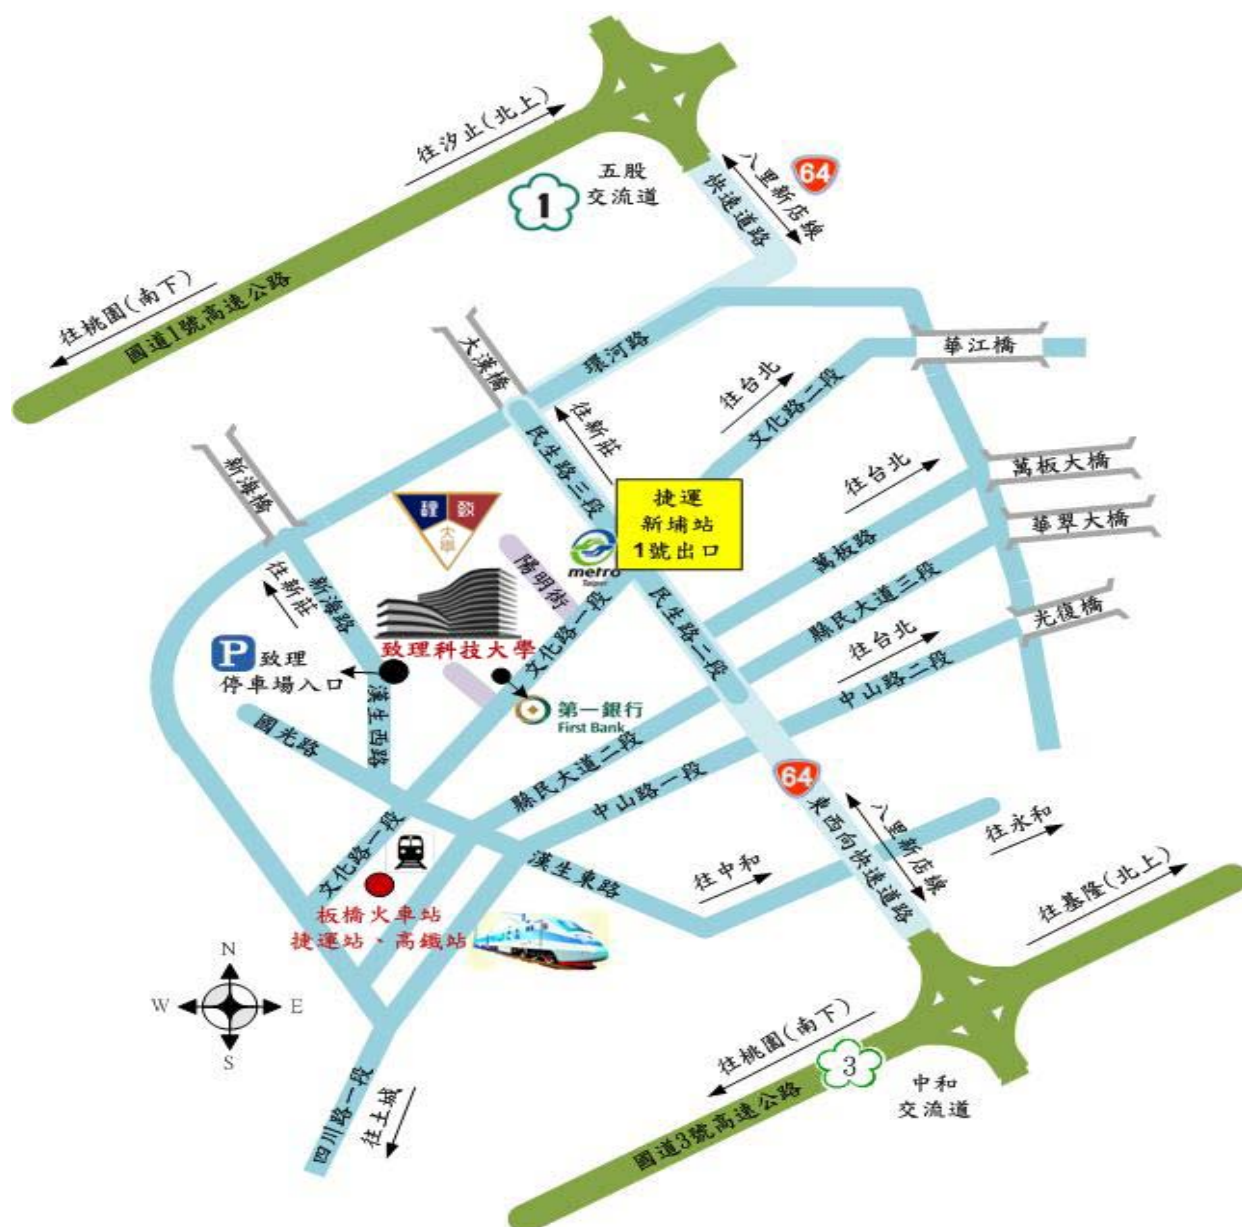 往汐止(北上)
五股
交流道
1
64
八里新店線
快速道路
往桃園(南下)
國道1號高速公路
大漢橋
環河路
華江橋
往台北
文化路二段
往新莊
民生路三段
新海橋
捷運
新埔站
1號出口
往台北
萬板大橋
華翠大橋
萬板路
理
致
大學
metro
Taipei
陽明街
往新莊
新海路
文化路一段
民生路二段
縣民大道三段
光復橋
往台北
中山路二段
致理科技大學
P
致理
停車場入口
漢生西路
第一銀行
First Bank
國光路
縣民大道二段
中山路一段
64
東西向快速道路
八里新店線
文化路一段
漢生東路
往中和
往永和
板橋火車站
捷運站、高鐵站
往基隆(北上)
N
W
E
S
往桃園(南下)
3
中和
交流道
國道3號高速公路
四川路一段
往土城